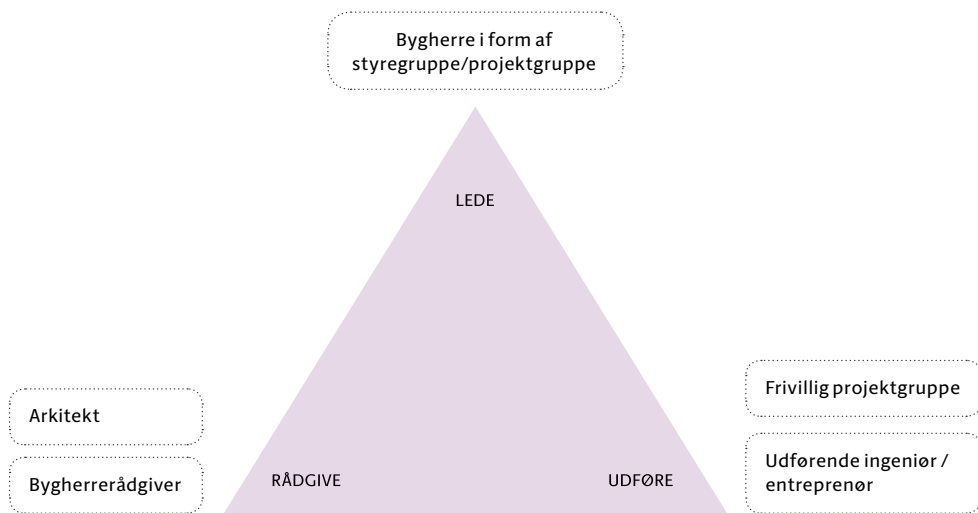 Bygherre i form af
styregruppe/projektgruppe
LEDE
Arkitekt
Bygherrerådgiver
RÅDGIVE
UDFØRE
Frivillig projektgruppe
Udførende ingeniør /
entreprenør